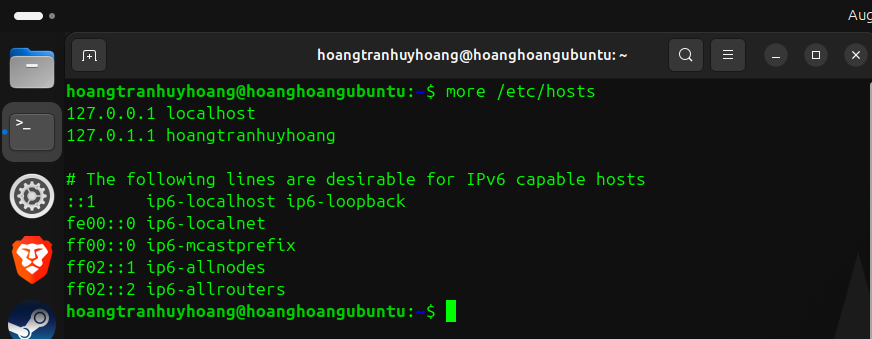 Aug
hoangtranhuyhoang@hoanghoangubuntu: ~
hoangtranhuyhoang@hoanghoangubuntu:~$ more /etc/hosts
127.0.0.1 localhost
127.0.1.1 hoangtranhuyhoang
# The following lines are desirable for IPv6 capable hosts
::1     ip6-localhost ip6-loopback
fe00::0 ip6-localnet
ff00::0 ip6-mcastprefix
ff02::1 ip6-allnodes
ff02::2 ip6-allrouters
hoangtranhuyhoang@hoanghoangubuntu:~$